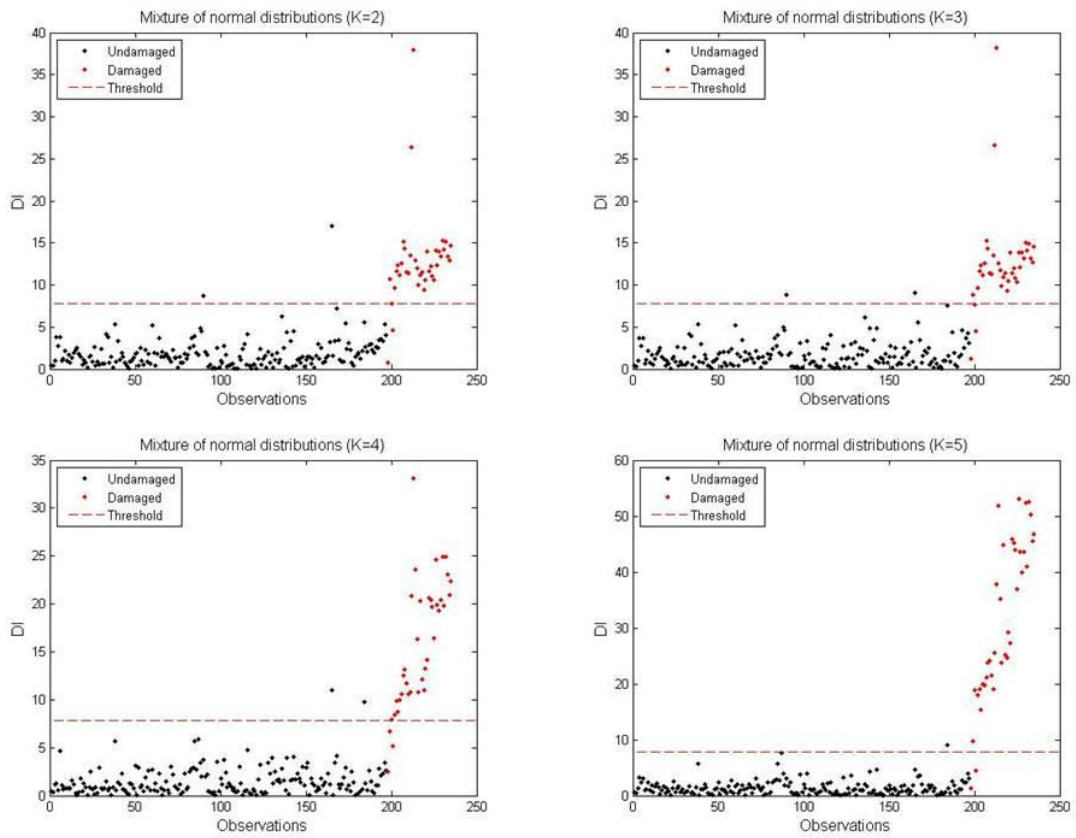 Mixture of normal distributions (K=2)
40
35
30
25
20
15
10
5
0
DI
Undamaged
Damaged
Threshold
0 50 100 150 200 250
Observations
Mixture of normal distributions (K=3)
40
35
30
25
20
15
10
5
0
DI
Undamaged
Damaged
Threshold
0 50 100 150 200 250
Observations
Mixture of normal distributions (K=4)
35
30
25
20
15
10
5
0
DI
Undamaged
Damaged
Threshold
0 50 100 150 200 250
Observations
Mixture of normal distributions (K=5)
60
50
40
30
20
10
0
DI
Undamaged
Damaged
Threshold
0 50 100 150 200 250
Observations